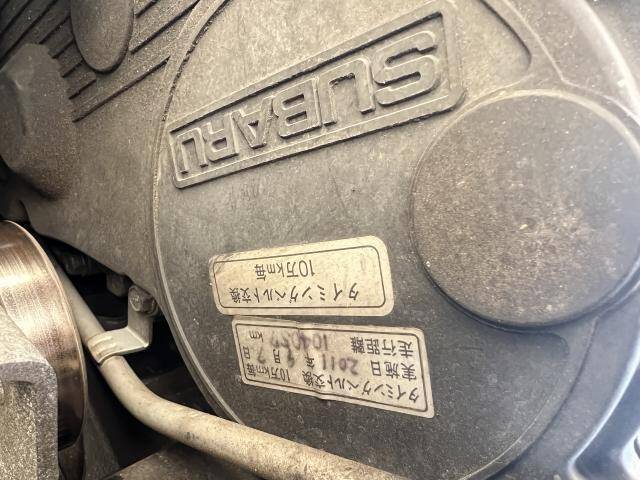 SUBARU
タイミングベルト交換
10万km毎
タイミングベルト交換 10万km毎
実施日 2011年 月7日
走行距離 km